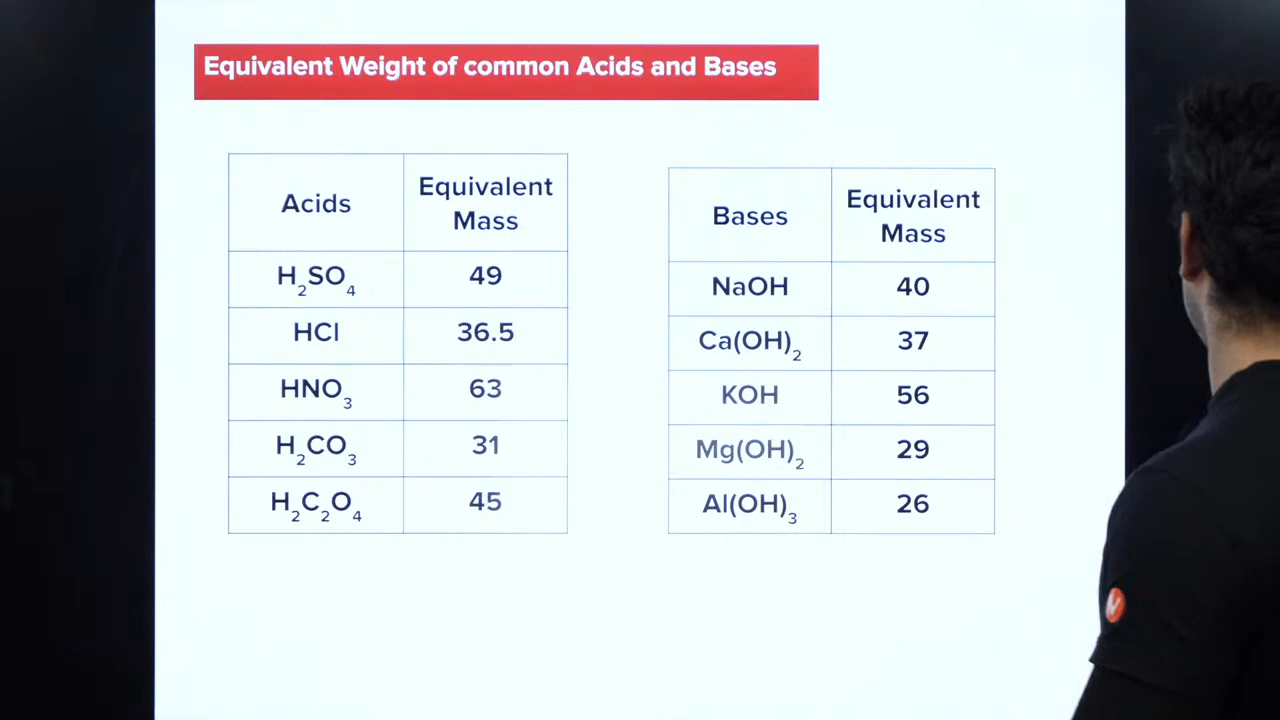 Equivalent Weight of common Acids and Bases
Acids
Equivalent
Mass
H₂SO₄
49
HCl
36.5
HNO₃
63
H₂CO₃
31
H₂C₂O₄
45
Bases
Equivalent
Mass
NaOH
40
Ca(OH)₂
37
KOH
56
Mg(OH)₂
29
Al(OH)₃
26